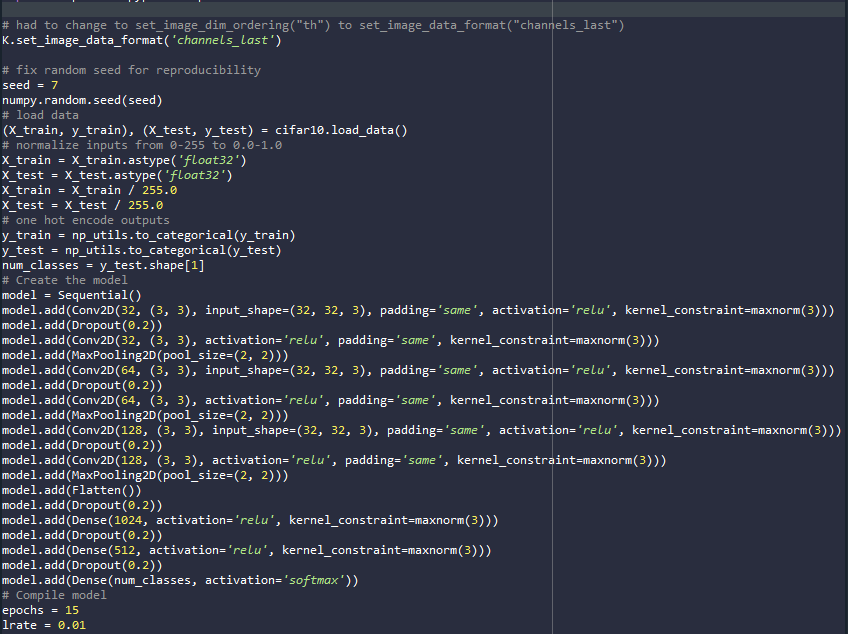 # had to change to set_image_dim_ordering("th") to set_image_data_format("channels_last")
K.set_image_data_format('channels_last')
# fix random seed for reproducibility
seed = 7
numpy.random.seed(seed)
# load data
(X_train, y_train), (X_test, y_test) = cifar10.load_data()
# normalize inputs from 0-255 to 0.0-1.0
X_train = X_train.astype('float32')
X_test = X_test.astype('float32')
X_train = X_train / 255.0
X_test = X_test / 255.0
# one hot encode outputs
y_train = np_utils.to_categorical(y_train)
y_test = np_utils.to_categorical(y_test)
num_classes = y_test.shape[1]
# Create the model
model = Sequential()
model.add(Conv2D(32, (3, 3), input_shape=(32, 32, 3), padding='same', activation='relu', kernel_constraint=maxnorm(3)))
model.add(Dropout(0.2))
model.add(Conv2D(32, (3, 3), activation='relu', padding='same', kernel_constraint=maxnorm(3)))
model.add(MaxPooling2D(pool_size=(2, 2)))
model.add(Conv2D(64, (3, 3), input_shape=(32, 32, 3), padding='same', activation='relu', kernel_constraint=maxnorm(3)))
model.add(Dropout(0.2))
model.add(Conv2D(64, (3, 3), activation='relu', padding='same', kernel_constraint=maxnorm(3)))
model.add(MaxPooling2D(pool_size=(2, 2)))
model.add(Conv2D(128, (3, 3), input_shape=(32, 32, 3), padding='same', activation='relu', kernel_constraint=maxnorm(3)))
model.add(Dropout(0.2))
model.add(Conv2D(128, (3, 3), activation='relu', padding='same', kernel_constraint=maxnorm(3)))
model.add(MaxPooling2D(pool_size=(2, 2)))
model.add(Flatten())
model.add(Dropout(0.2))
model.add(Dense(1024, activation='relu', kernel_constraint=maxnorm(3)))
model.add(Dropout(0.2))
model.add(Dense(512, activation='relu', kernel_constraint=maxnorm(3)))
model.add(Dropout(0.2))
model.add(Dense(num_classes, activation='softmax'))
# Compile model
epochs = 15
lrate = 0.01